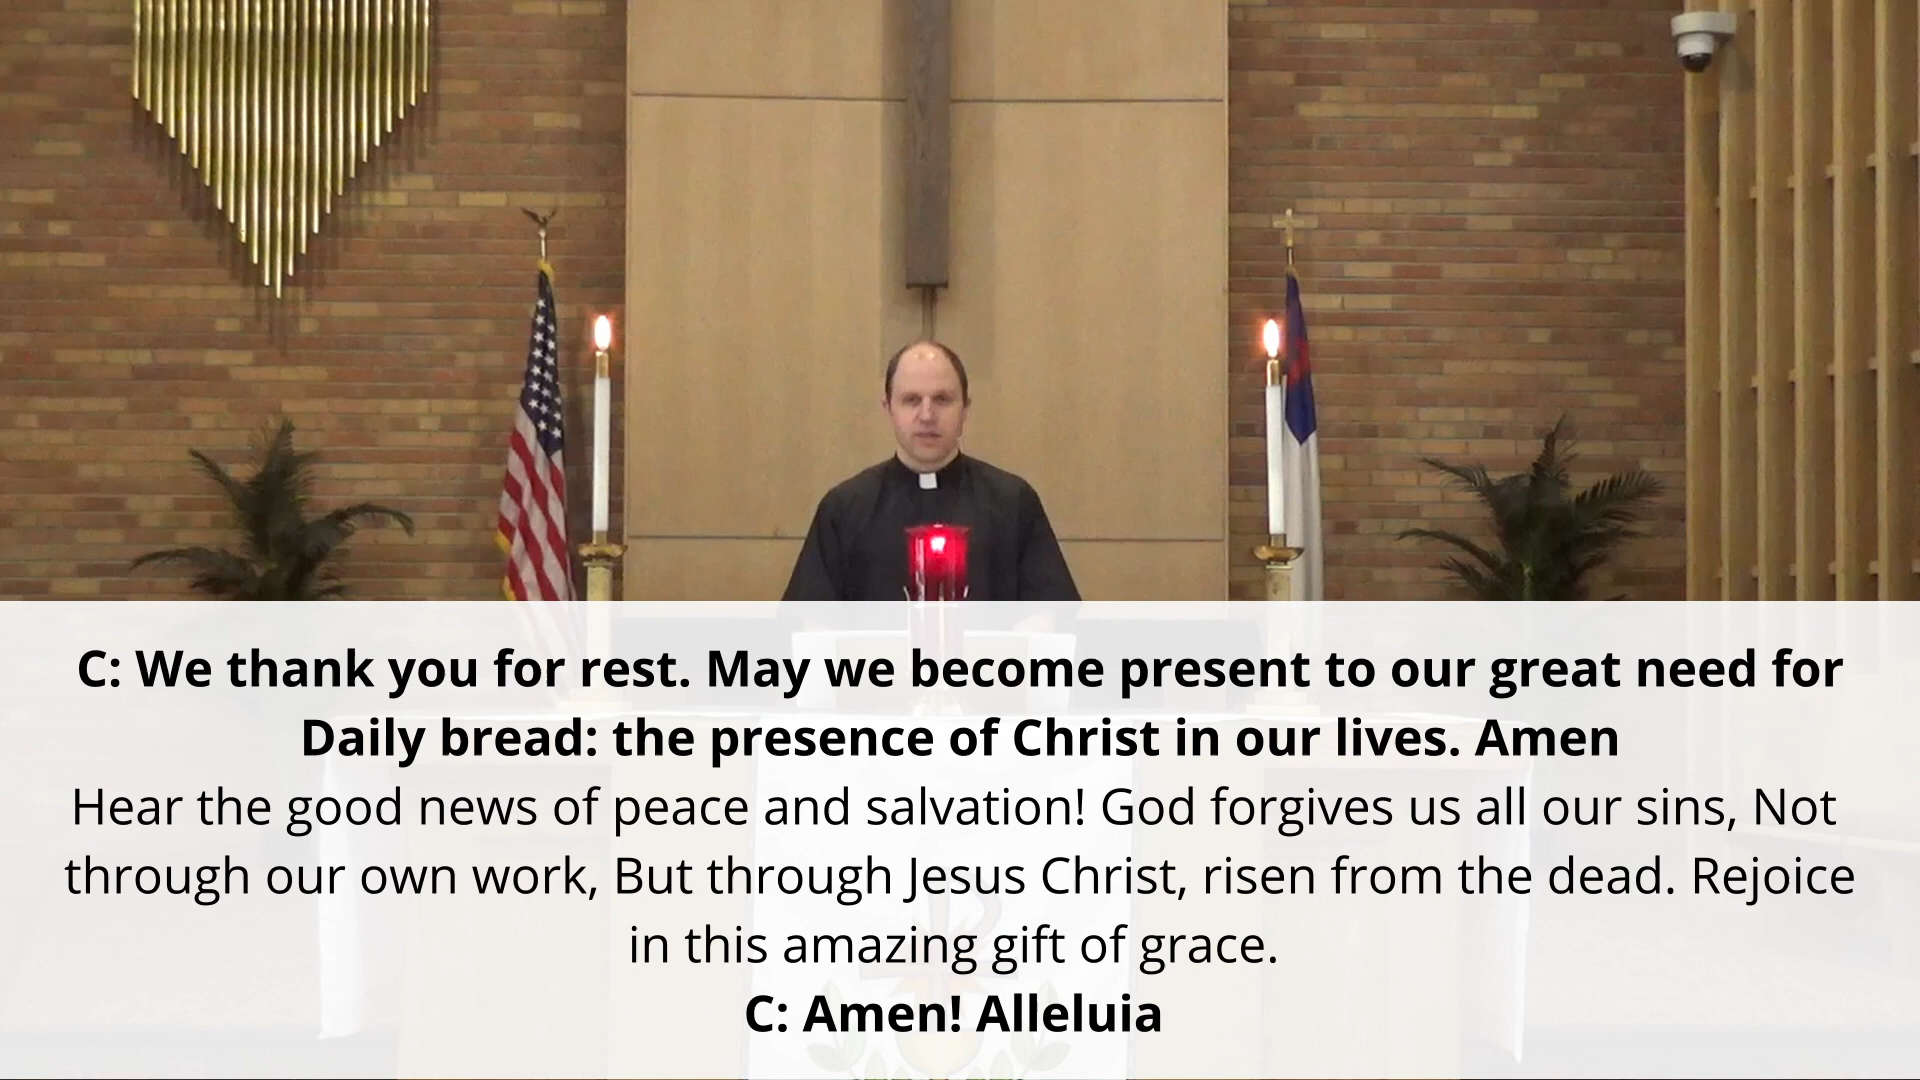 C: We thank you for rest. May we become present to our great need for
Daily bread: the presence of Christ in our lives. Amen
Hear the good news of peace and salvation! God forgives us all our sins, Not
through our own work, But through Jesus Christ, risen from the dead. Rejoice
in this amazing gift of grace.
C: Amen! Alleluia